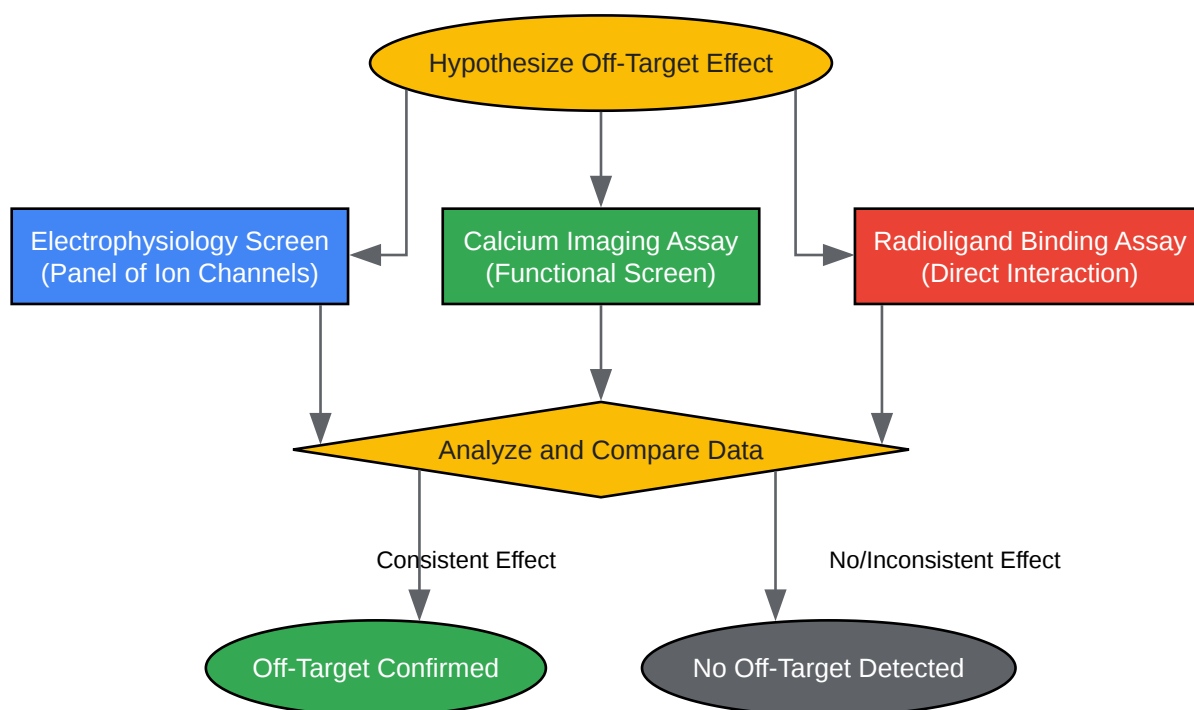 Hypothesize Off-Target Effect
Electrophysiology Screen
(Panel of Ion Channels)
Calcium Imaging Assay
(Functional Screen)
Radioligand Binding Assay
(Direct Interaction)
Analyze and Compare Data
Consistent Effect
No/Inconsistent Effect
Off-Target Confirmed
No Off-Target Detected